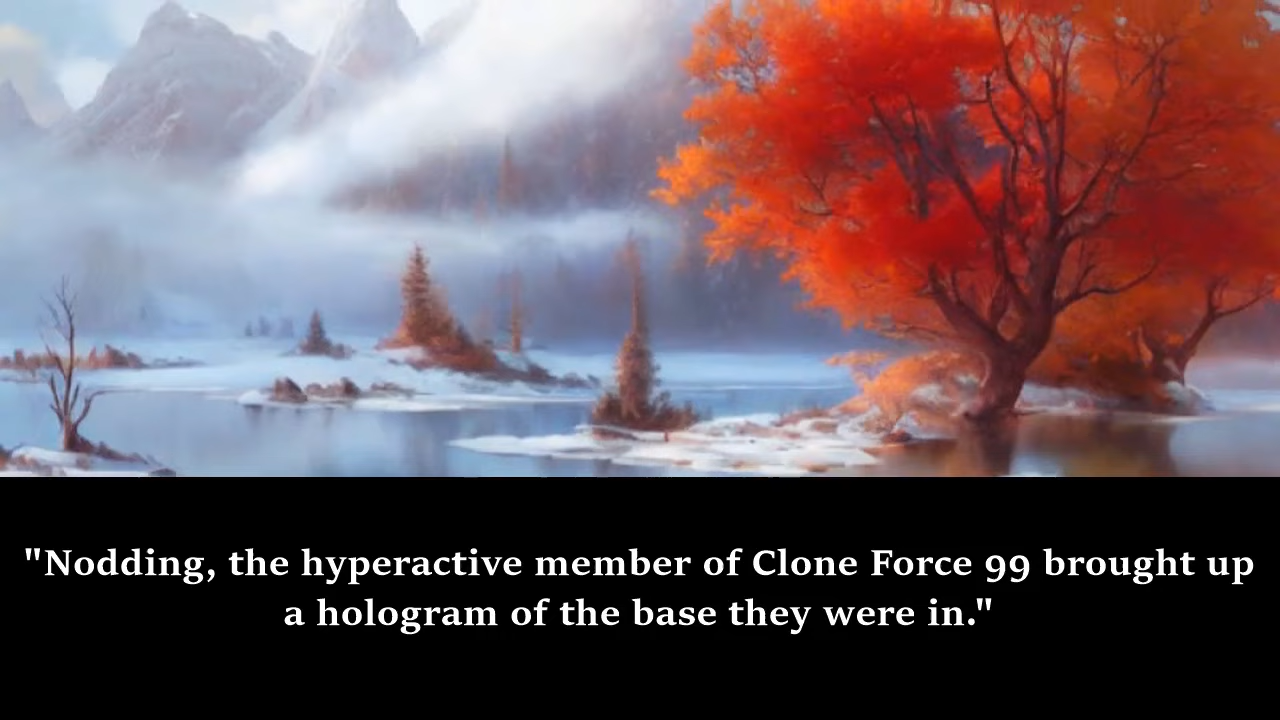 "Nodding, the hyperactive member of Clone Force 99 brought up
a hologram of the base they were in."